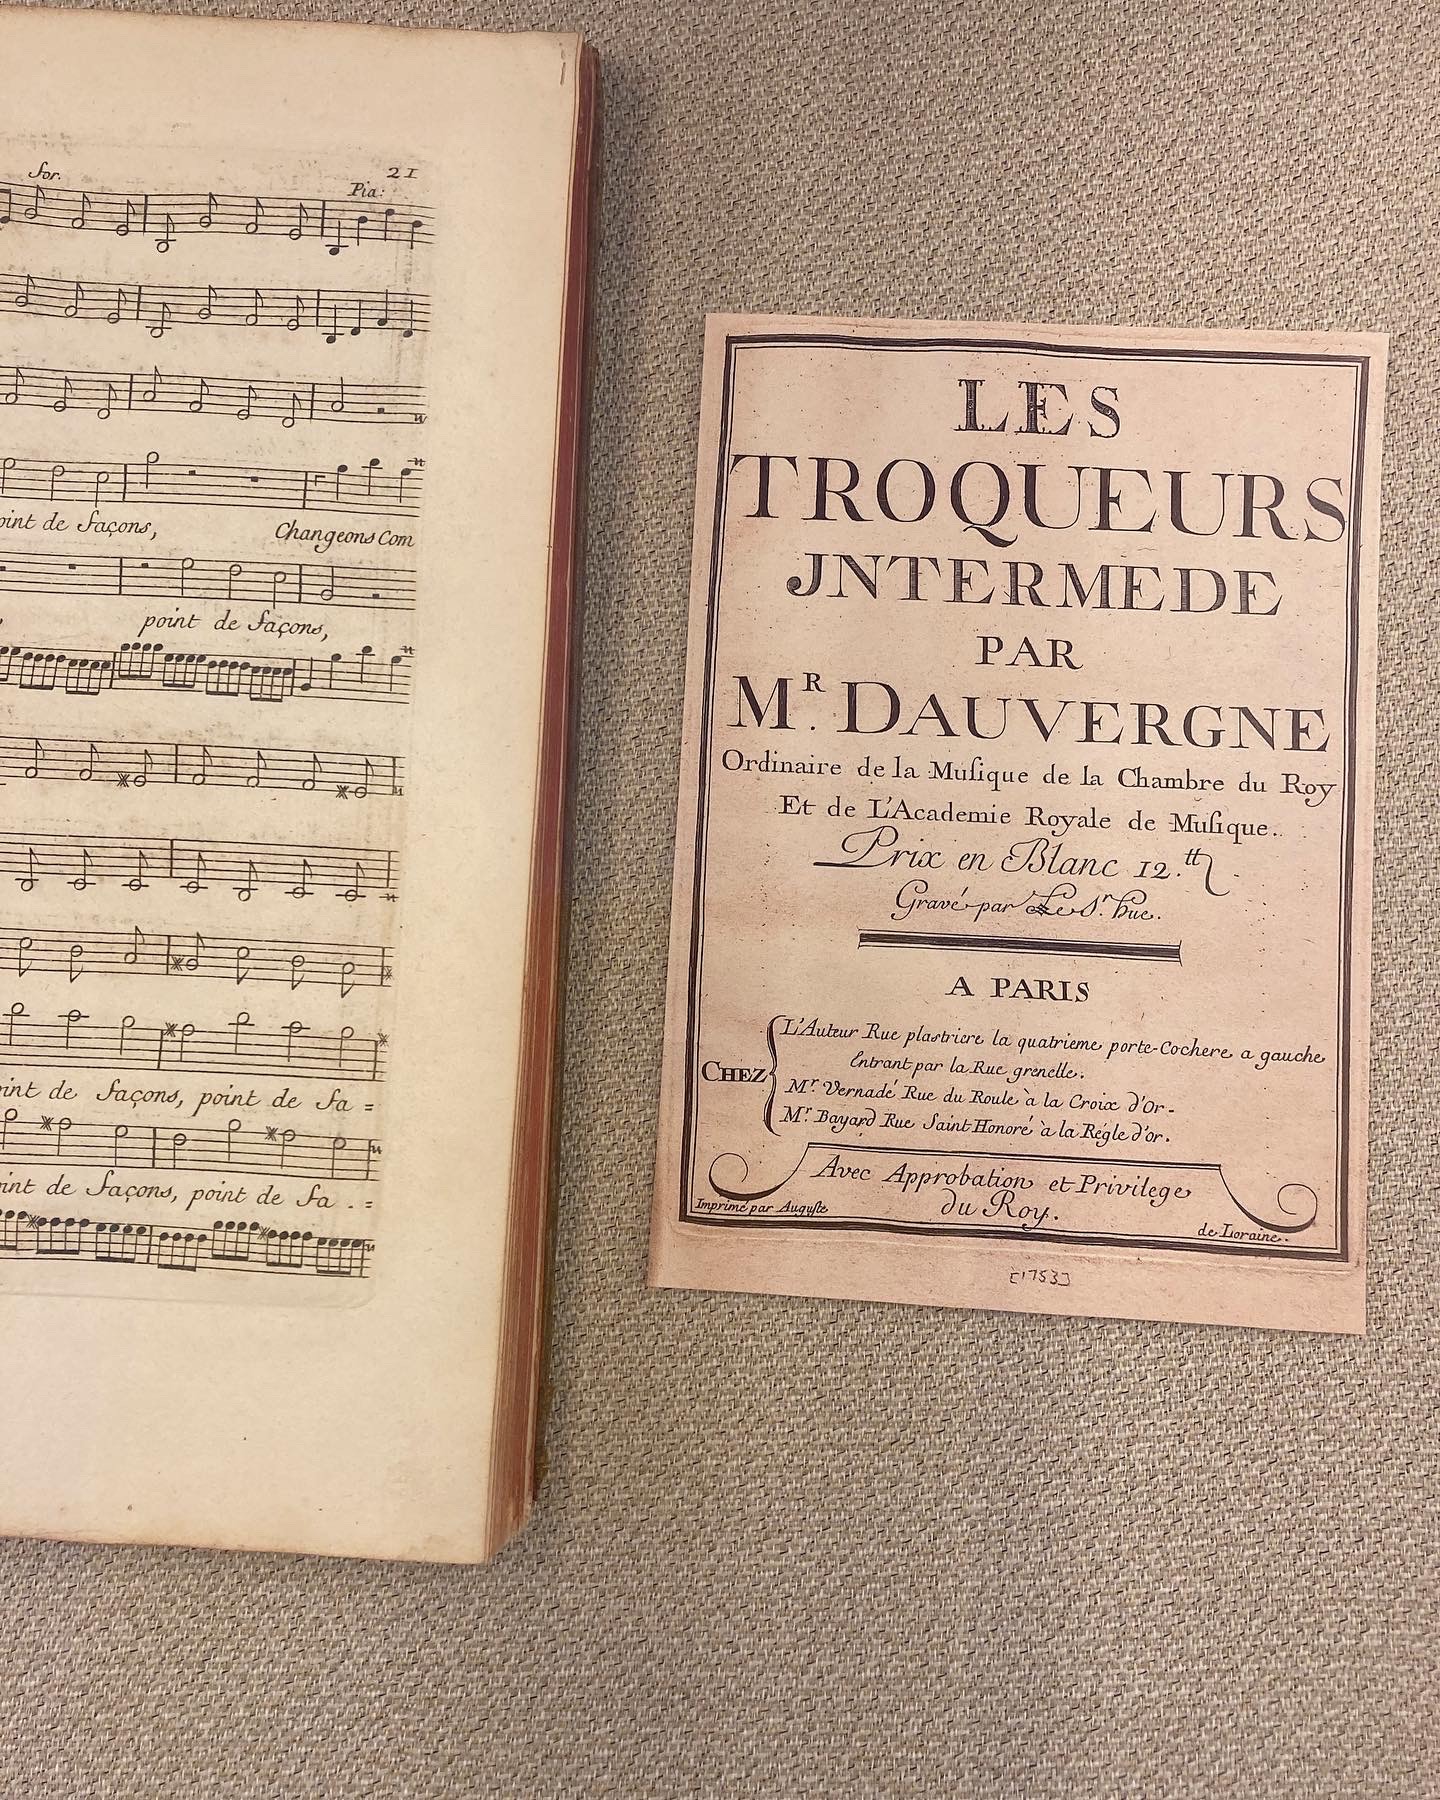 21
for.
Pia:
oint de façons,
Changeons Com
point de façons,
oint de façons, point de fa =
oint de façons, point de fa . =
LES
TROQUEURS
JNTERMEDE
PAR
MR. DAUVERGNE
Ordinaire de la Muſique de la Chambre du Roy
Et de L'Academie Royale de Muſique.
Prix en Blanc 12.tt
Gravé par Le Sr. hue.
A PARIS
CHEZ
L'Auteur Rue plastriere la quatrieme porte-Cochere a gauche
Entrant par la Rue grenelle.
Mr. Vernadé Rue du Roule à la Croix d'Or.
Mr. Bayard Rue Saint Honoré à la Régle d'or.
Avec Approbation et Privilege
du Roy.
Imprimé par Auguste
de Loraine.
[1753]